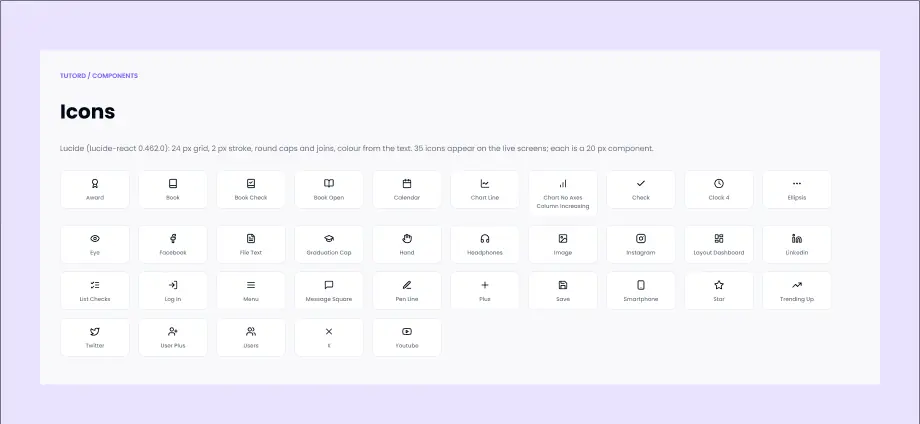 TUTORD / COMPONENTS
Icons
Lucide (lucide-react 0.462.0): 24 px grid, 2 px stroke, round caps and joins, colour from the text. 35 icons appear on the live screens; each is a 20 px component.
Award
Book
Book Check
Book Open
Calendar
Chart Line
Chart No Axes
Column Increasing
Check
Clock 4
Ellipsis
Eye
Facebook
File Text
Graduation Cap
Hand
Headphones
Image
Instagram
Layout Dashboard
Linkedin
List Checks
Log In
Menu
Message Square
Pen Line
Plus
Save
Smartphone
Star
Trending Up
Twitter
User Plus
Users
X
Youtube